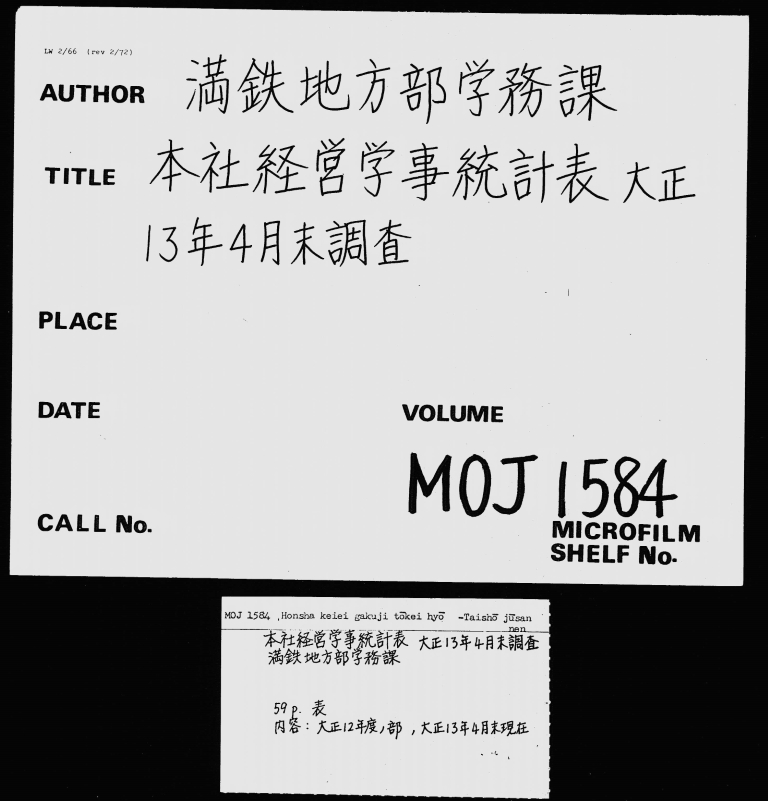 LW 2/66 (rev 2/72)
AUTHOR 満鉄地方部学務課
TITLE 本社経営学事統計表 大正
13年4月末調査
PLACE
DATE
VOLUME
MOJ 1584
CALL No.
MICROFILM
SHELF No.
MOJ 1584 ,Honsha keiei gakuji tōkei hyō -Taishō jūsan
nen
本社経営学事統計表 大正13年4月末調査
満鉄地方部学務課
59 p. 表
内容: 大正12年度ノ部 , 大正13年4月末現在